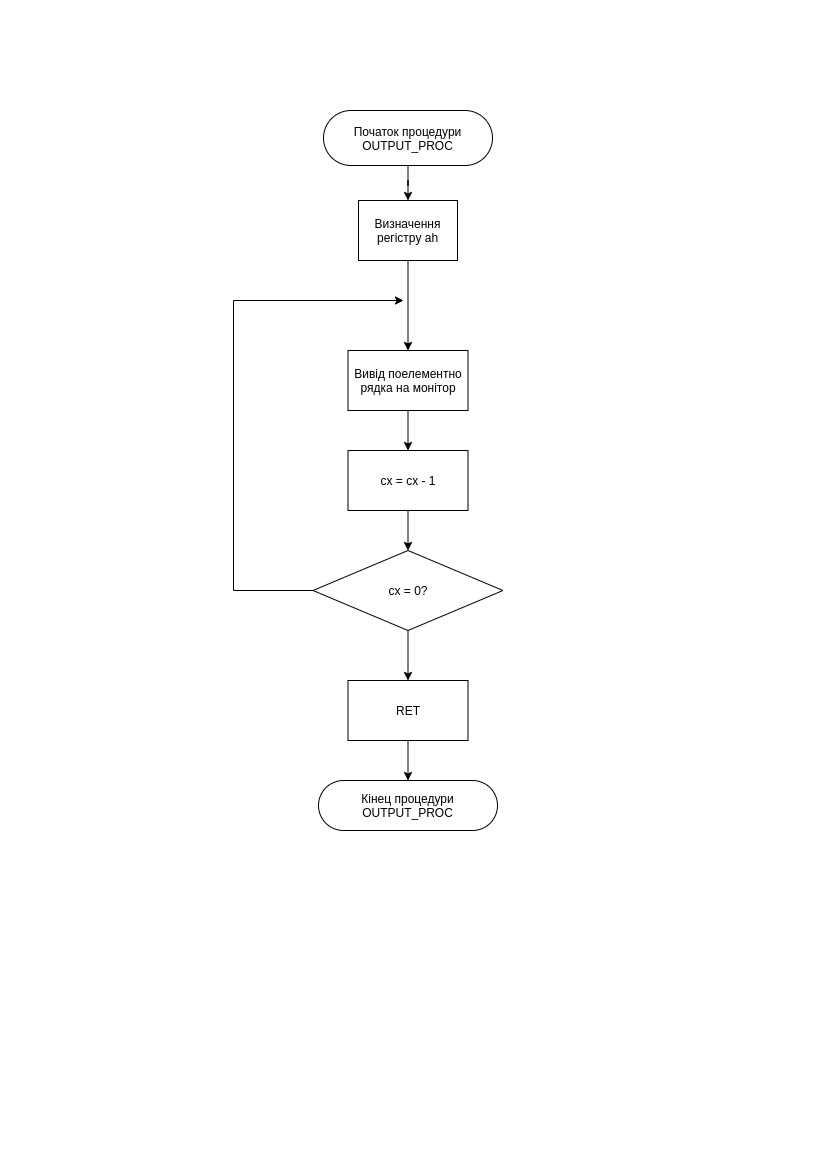 Початок процедури
OUTPUT_PROC
Визначення
регістру ah
Вивід поелементно
рядка на монітор
cx = cx - 1
cx = 0?
RET
Кінец процедури
OUTPUT_PROC